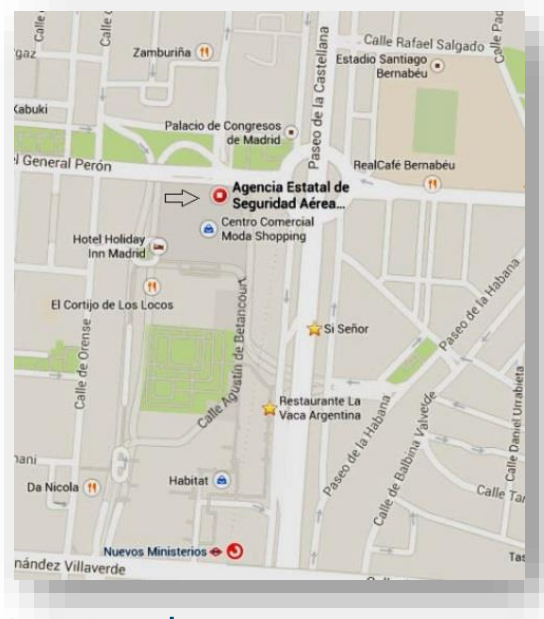 Calle Rafael Salgado
Zamburiña
Estadio Santiago
Bernabéu
Paseo de la Castellana
Kabuki
Palacio de Congresos
de Madrid
RealCafé Bernabéu
General Perón
Agencia Estatal de
Seguridad Aérea...
Centro Comercial
Moda Shopping
Hotel Holiday
Inn Madrid
El Cortijo de Los Locos
Calle de Orense
Calle Agustín de Betancourt
Si Señor
Paseo de la Habana
Restaurante La
Vaca Argentina
Paseo de la Habana
Calle de Balbina Valverde
Calle Daniel Urrabieta
Da Nicola
Habitat
Calle Tar
Nuevos Ministerios
nández Villaverde
Tas